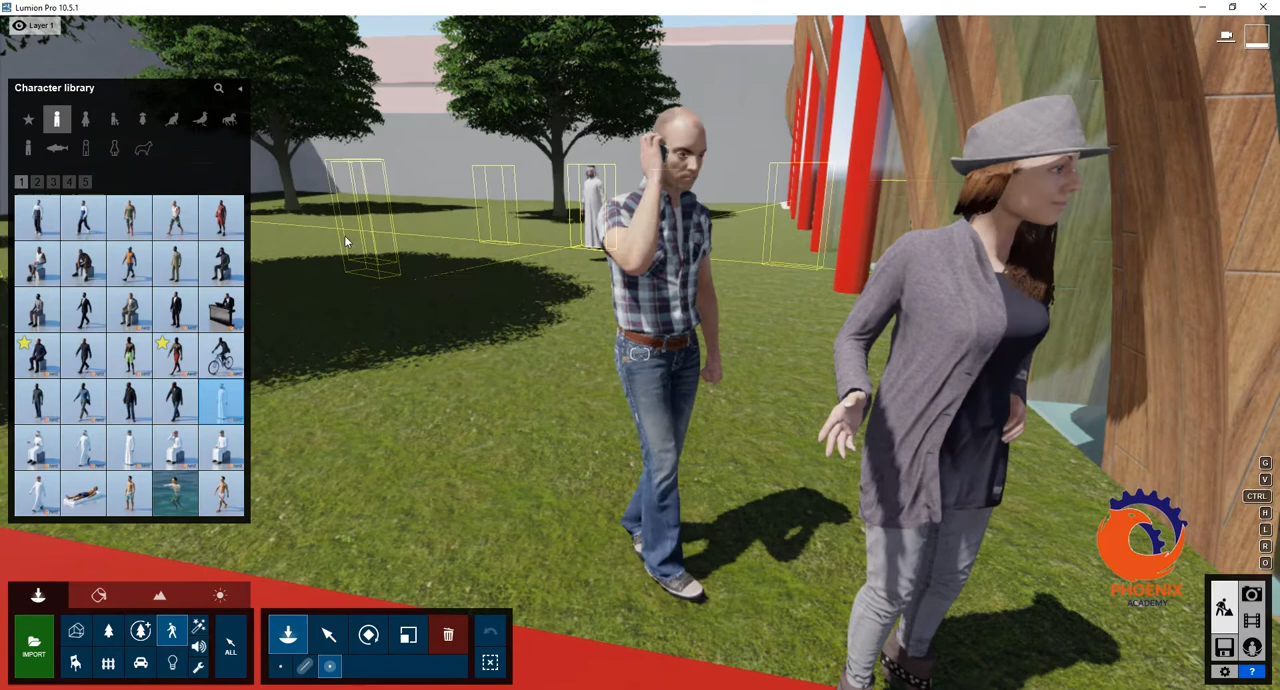 Lumion Pro 10.5.1
Layer 1
Character library
1 2 3 4 5
G
V
CTRL
H
L
R
O
PHOENIX
ACADEMY
IMPORT
ALL
?